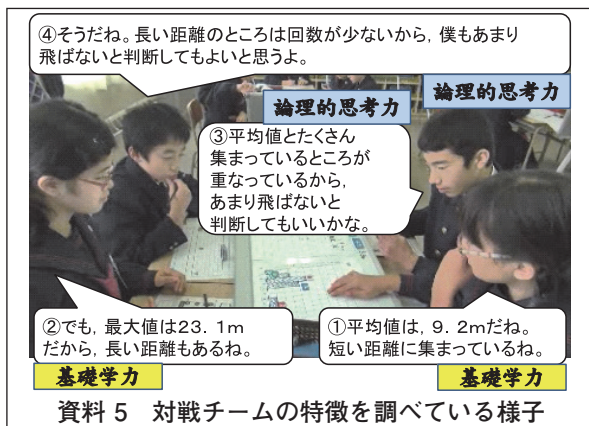 ④そうだね。長い距離のところは回数が少ないから，僕もあまり
飛ばないと判断してもよいと思うよ。
論理的思考力
論理的思考力
③平均値とたくさん
集まっているところが
重なっているから，
あまり飛ばないと
判断してもいいかな。
②でも，最大値は23．1m
だから，長い距離もあるね。
基礎学力
①平均値は，9．2mだね。
短い距離に集まっているね。
基礎学力
資料5　対戦チームの特徴を調べている様子